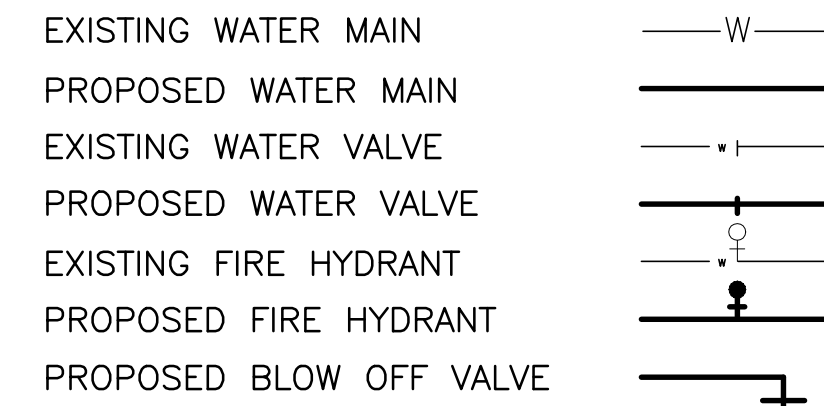 EXISTING WATER MAIN W
PROPOSED WATER MAIN
EXISTING WATER VALVE w
PROPOSED WATER VALVE
EXISTING FIRE HYDRANT w
PROPOSED FIRE HYDRANT
PROPOSED BLOW OFF VALVE